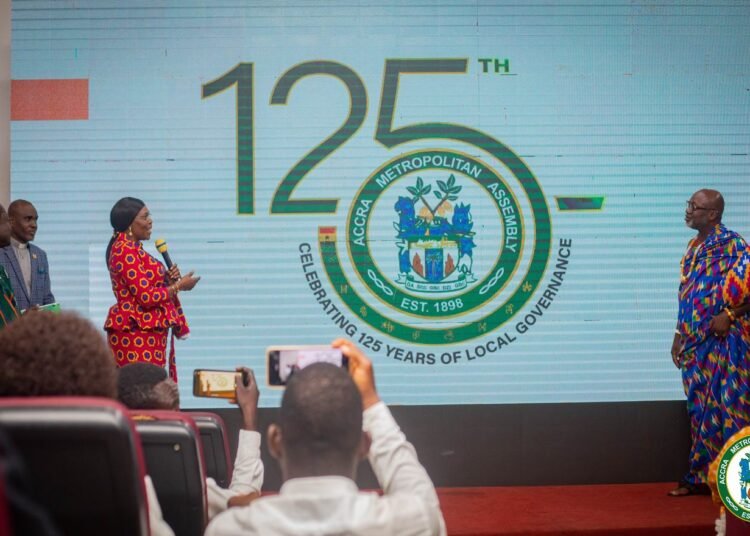 125TH
ACCRA METROPOLITAN ASSEMBLY
EST. 1898
CELEBRATING 125 YEARS OF LOCAL GOVERNANCE